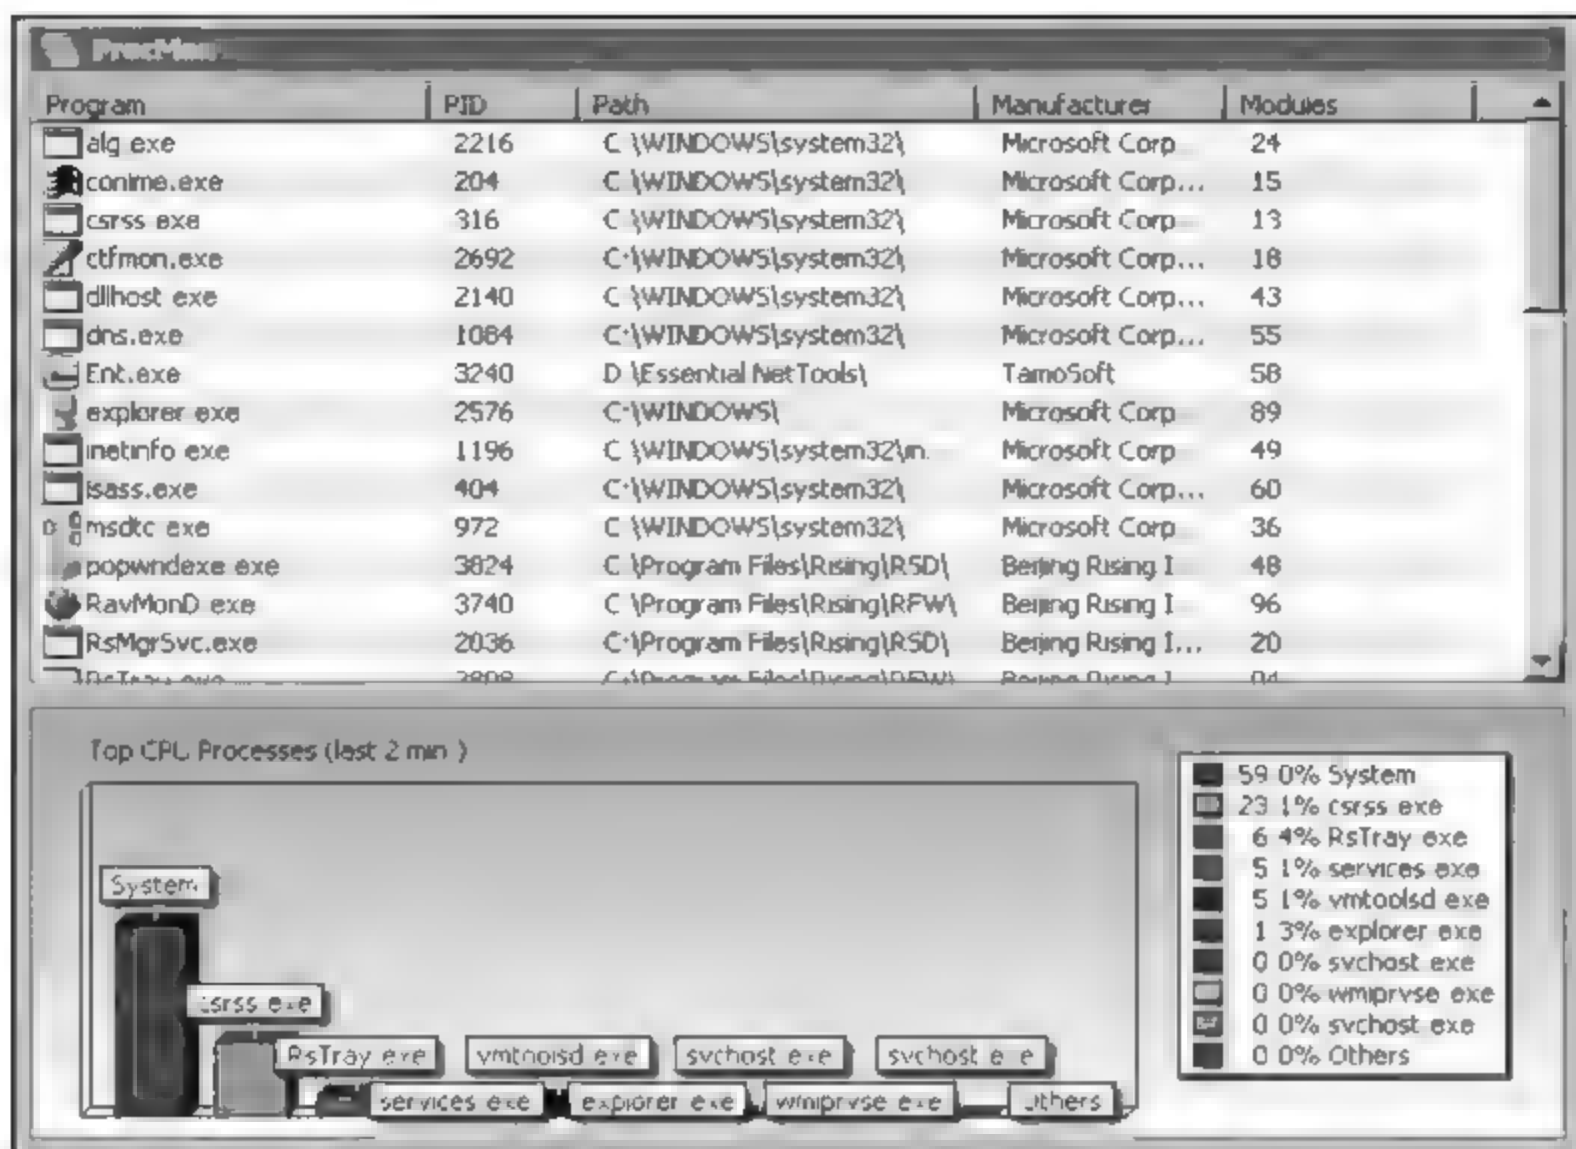 ProcMon
Program PID Path Manufacturer Modules
alg exe 2216 C \WINDOWS\system32\ Microsoft Corp 24
conime.exe 204 C \WINDOWS\system32\ Microsoft Corp... 15
csrss exe 316 C \WINDOWS\system32\ Microsoft Corp 13
ctfmon.exe 2692 C:\WINDOWS\system32\ Microsoft Corp... 18
dllhost exe 2140 C \WINDOWS\system32\ Microsoft Corp... 43
dns.exe 1084 C:\WINDOWS\system32\ Microsoft Corp... 55
Ent.exe 3240 D \Essential NetTools\ TamoSoft 58
explorer exe 2576 C:\WINDOWS\ Microsoft Corp 89
inetinfo exe 1196 C \WINDOWS\system32\in. Microsoft Corp 49
lsass.exe 404 C:\WINDOWS\system32\ Microsoft Corp... 60
msdtc exe 972 C \WINDOWS\system32\ Microsoft Corp 36
popwndexe exe 3824 C \Program Files\Rising\RSD\ Beijing Rising I 48
RavMonD exe 3740 C \Program Files\Rising\RFW\ Beijing Rising I 96
RsMgrSvc.exe 2036 C:\Program Files\Rising\RSD\ Beijing Rising I... 20
RsTray.exe C:\Program Files\Rising\RFW\ Beijing Rising I
Top CPU Processes (last 2 min )
59 0% System
23 1% csrss exe
6 4% RsTray exe
5 1% services exe
5 1% vmtoolsd exe
1 3% explorer exe
0 0% svchost exe
0 0% wmiprvse exe
0 0% svchost exe
0 0% Others
System
csrss exe
RsTray exe vmtoolsd exe svchost exe svchost exe
services exe explorer exe wmiprvse exe Others